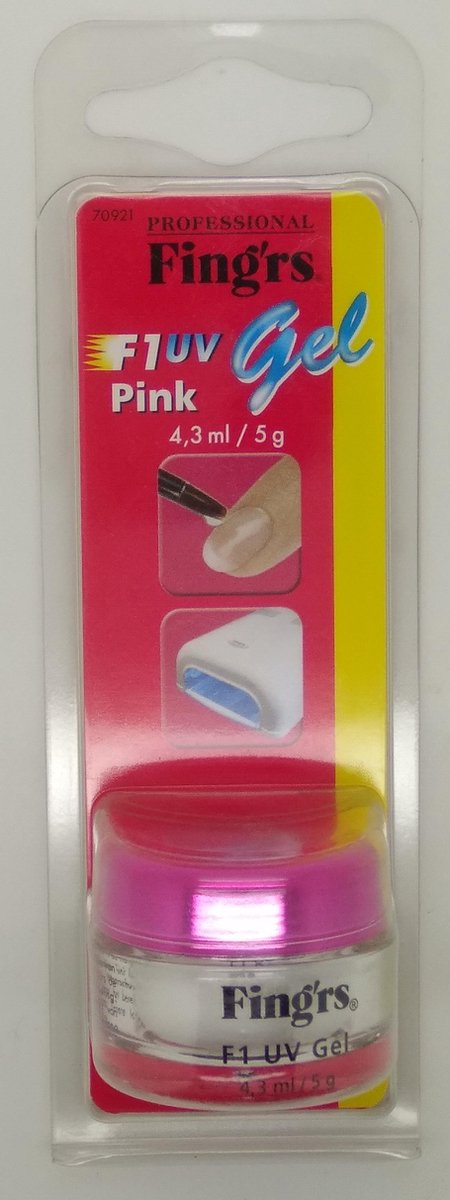 70921
PROFESSIONAL
Fing'rs
F1 UV Gel
Pink
4,3 ml / 5 g
Fing'rs®
F1 UV Gel
4,3 ml / 5 g